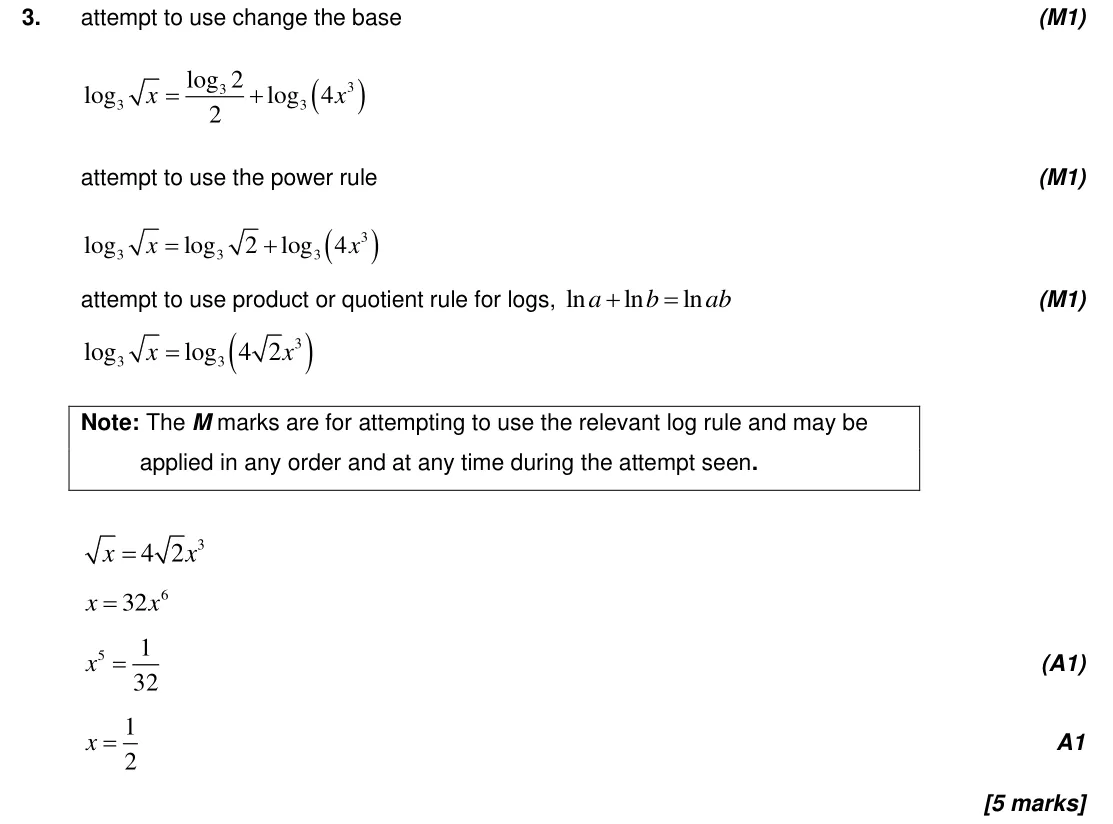 3. attempt to use change the base (M1)
log₃ √x = log₃ 2 / 2 + log₃ (4x³)
attempt to use the power rule (M1)
log₃ √x = log₃ √2 + log₃ (4x³)
attempt to use product or quotient rule for logs, ln a + ln b = ln ab (M1)
log₃ √x = log₃ (4√2x³)
Note: The M marks are for attempting to use the relevant log rule and may be
applied in any order and at any time during the attempt seen.
√x = 4√2x³
x = 32x⁶
x⁵ = 1/32 (A1)
x = 1/2 A1
[5 marks]